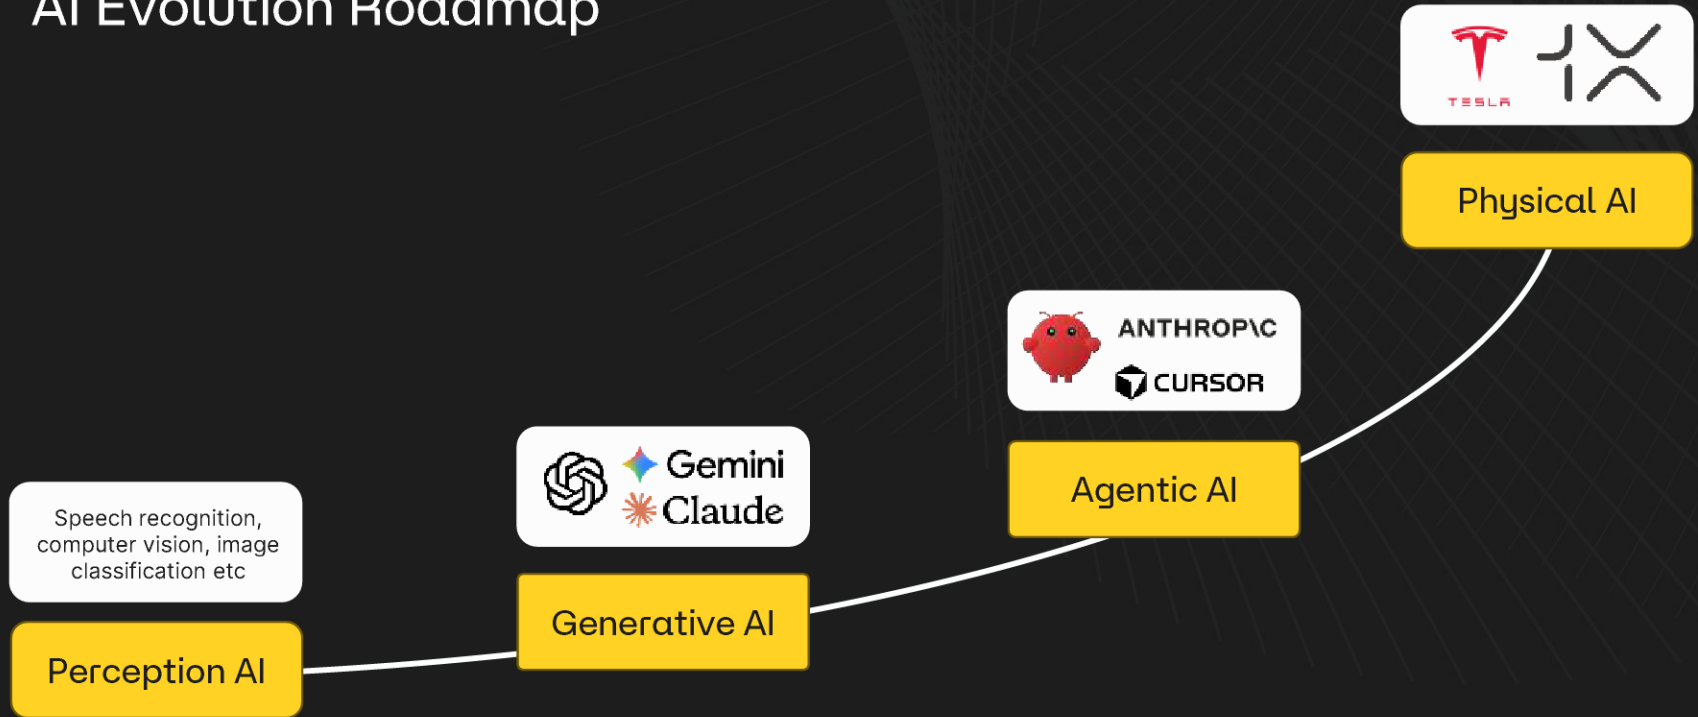 AI Evolution Roadmap
TESLA
1X
Physical AI
ANTHROP\C
CURSOR
Agentic AI
Gemini
Claude
Generative AI
Speech recognition,
computer vision, image
classification etc
Perception AI